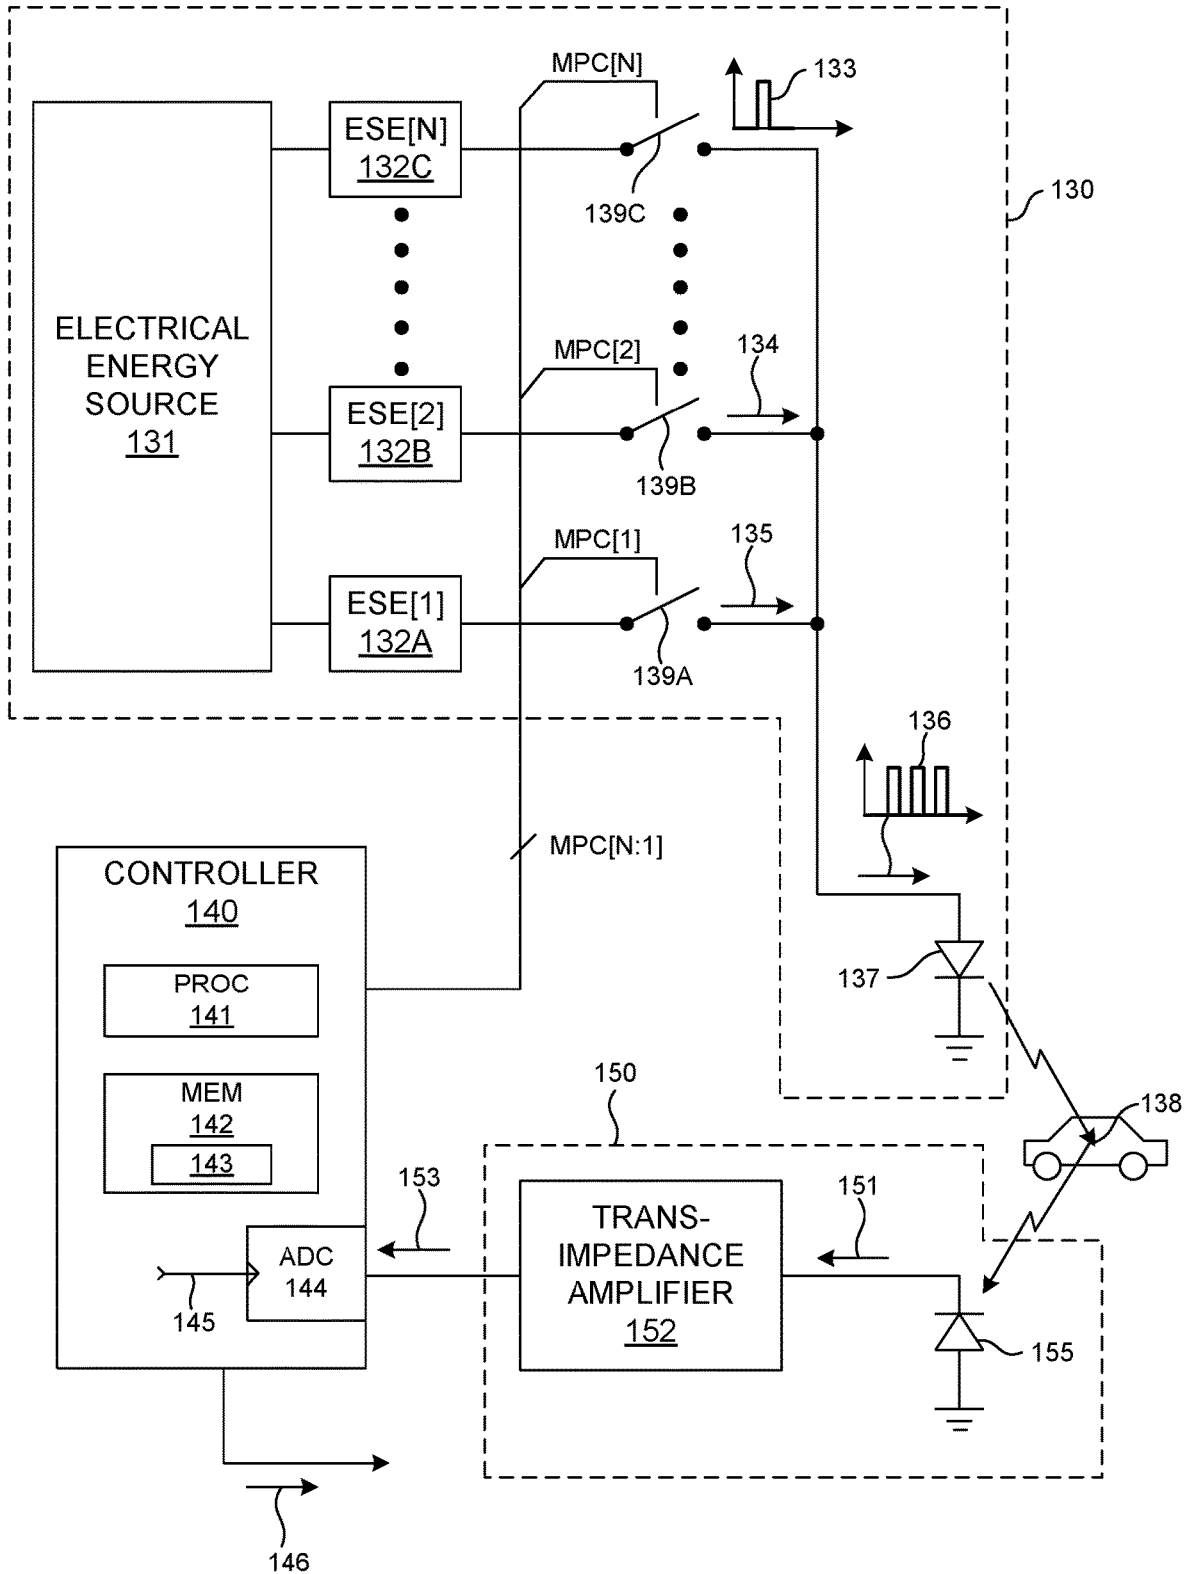 MPC[N]
133
ESE[N]
132C
139C
130
ELECTRICAL
ENERGY
SOURCE
131
MPC[2]
134
ESE[2]
132B
139B
MPC[1]
135
ESE[1]
132A
139A
136
MPC[N:1]
CONTROLLER
140
PROC
141
137
MEM
142
143
150
138
153
151
TRANS-
IMPEDANCE
AMPLIFIER
152
ADC
144
145
155
146